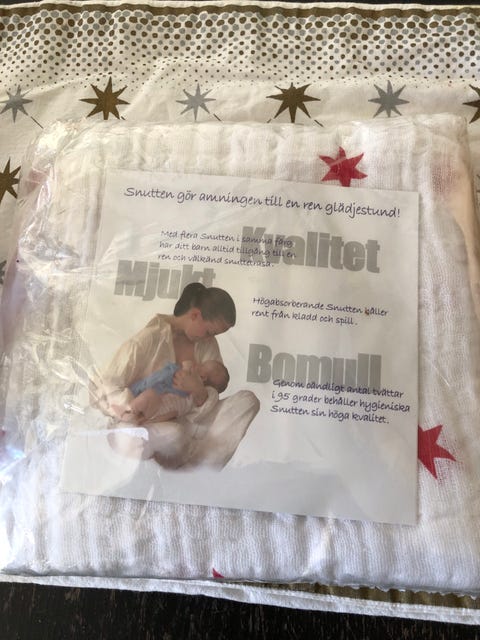 Snutten gör amningen till en ren glädjestund!
Kvalitet
Med flera Snutten i samma färg
har ditt barn alltid tillgång till en
ren och välkänd snuttetrasa.
Mjukt
Högabsorberande Snutten håller
rent från kladd och spill.
Bomull
Genom oändligt antal tvättar
i 95 grader behåller hygieniska
Snutten sin höga kvalitet.